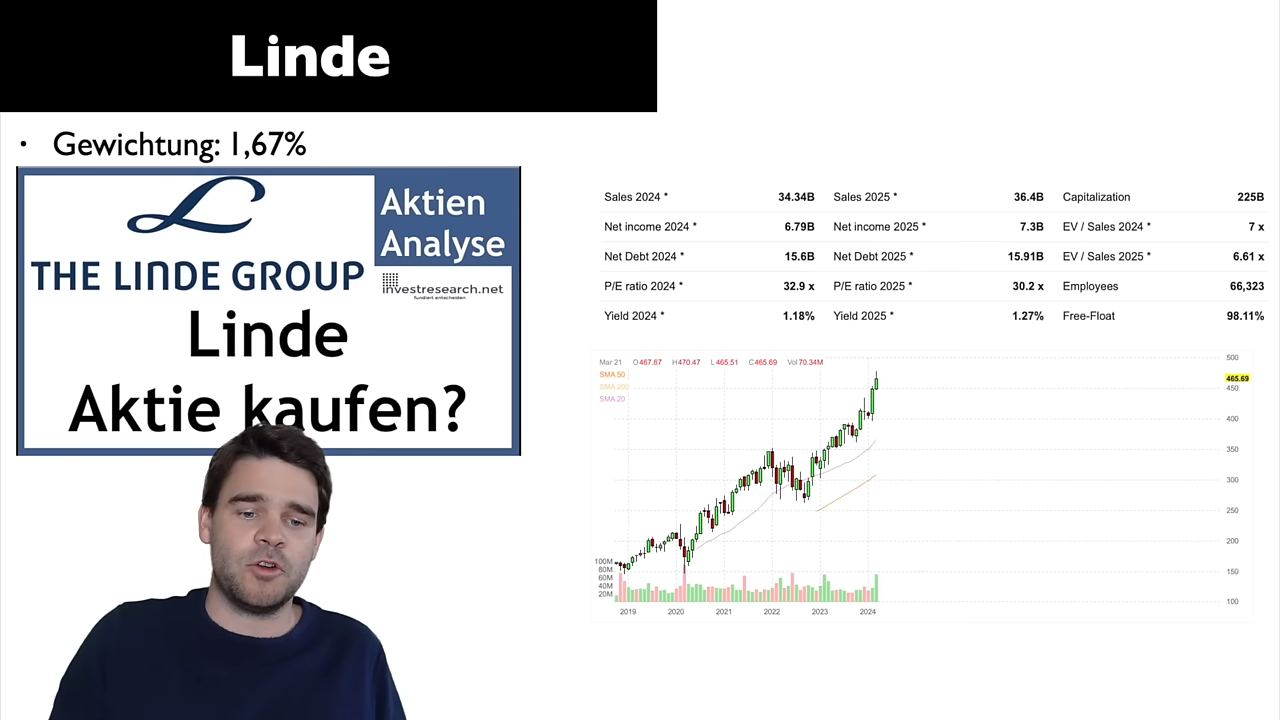 Linde
• Gewichtung: 1,67%
Aktien
Analyse
THE LINDE GROUP
investresearch.net
fundiert entscheiden
Linde
Aktie kaufen?
Sales 2024 * 34.34B Sales 2025 * 36.4B Capitalization 225B
Net income 2024 * 6.79B Net income 2025 * 7.3B EV / Sales 2024 * 7 x
Net Debt 2024 * 15.6B Net Debt 2025 * 15.91B EV / Sales 2025 * 6.61 x
P/E ratio 2024 * 32.9 x P/E ratio 2025 * 30.2 x Employees 66,323
Yield 2024 * 1.18% Yield 2025 * 1.27% Free-Float 98.11%
Mar 21 O467.67 H470.47 L465.51 C465.69 Vol70.34M
SMA 50
SMA 200
SMA 20
500
465.69
450
400
350
300
250
200
150
100
100M
80M
60M
40M
20M
2019 2020 2021 2022 2023 2024